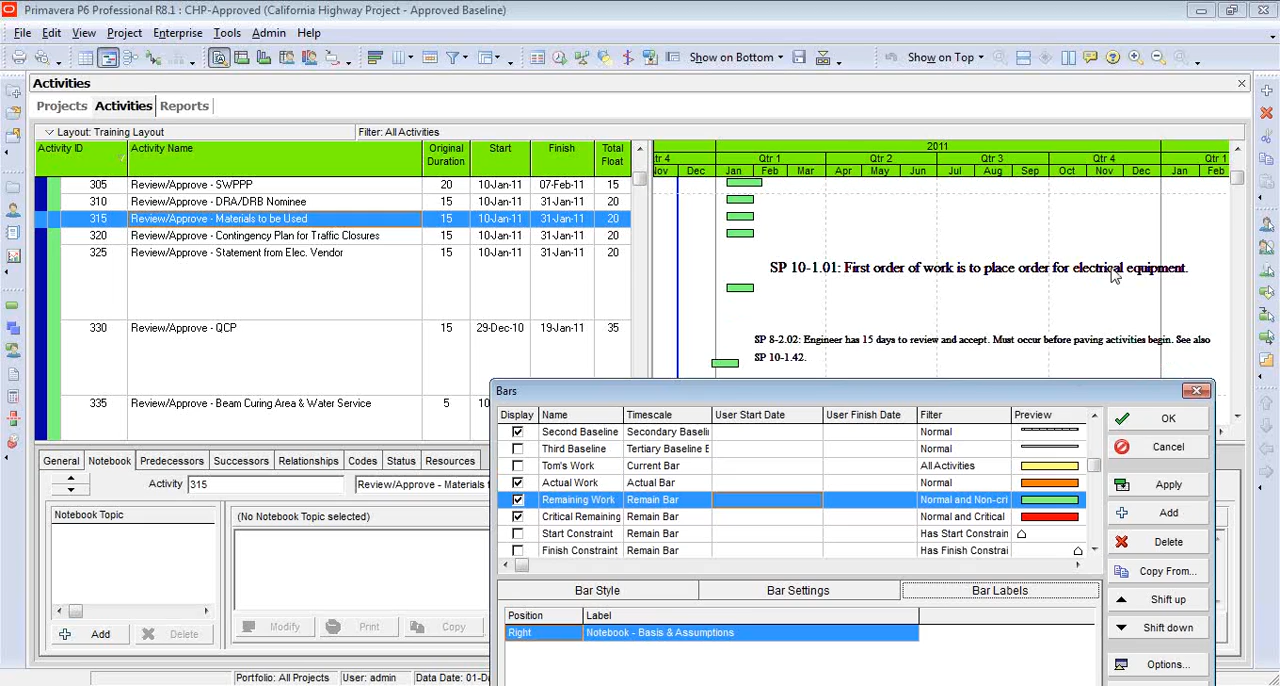 Primavera P6 Professional R8.1 : CHP-Approved (California Highway Project - Approved Baseline)
File Edit View Project Enterprise Tools Admin Help
Show on Bottom Show on Top
Activities
Projects Activities Reports
Layout: Training Layout Filter: All Activities
Activity ID Activity Name Original Duration Start Finish Total Float
2011
tr 4 Qtr 1 Qtr 2 Qtr 3 Qtr 4 Qtr 1
Nov Dec Jan Feb Mar Apr May Jun Jul Aug Sep Oct Nov Dec Jan Feb
305 Review/Approve - SWPPP 20 10-Jan-11 07-Feb-11 15
310 Review/Approve - DRA/DRB Nominee 15 10-Jan-11 31-Jan-11 20
315 Review/Approve - Materials to be Used 15 10-Jan-11 31-Jan-11 20
320 Review/Approve - Contingency Plan for Traffic Closures 15 10-Jan-11 31-Jan-11 20
325 Review/Approve - Statement from Elec. Vendor 15 10-Jan-11 31-Jan-11 20
SP 10-1.01: First order of work is to place order for electrical equipment.
330 Review/Approve - QCP 15 29-Dec-10 19-Jan-11 35
SP 8-2.02: Engineer has 15 days to review and accept. Must occur before paving activities begin. See also
SP 10-1.42.
335 Review/Approve - Beam Curing Area & Water Service 5 10
General Notebook Predecessors Successors Relationships Codes Status Resources
Activity 315 Review/Approve - Materials
Notebook Topic (No Notebook Topic selected)
Add Delete Modify Print Copy
Bars
Display Name Timescale User Start Date User Finish Date Filter Preview
Second Baseline Secondary Baseli Normal
Third Baseline Tertiary Baseline E Normal
Tom's Work Current Bar All Activities
Actual Work Actual Bar Normal
Remaining Work Remain Bar Normal and Non-cri
Critical Remaining Remain Bar Normal and Critical
Start Constraint Remain Bar Has Start Constrain
Finish Constraint Remain Bar Has Finish Constrai
OK
Cancel
Apply
Add
Delete
Copy From...
Shift up
Shift down
Options...
Bar Style Bar Settings Bar Labels
Position Label
Right Notebook - Basis & Assumptions
Portfolio: All Projects User: admin Data Date: 01-De